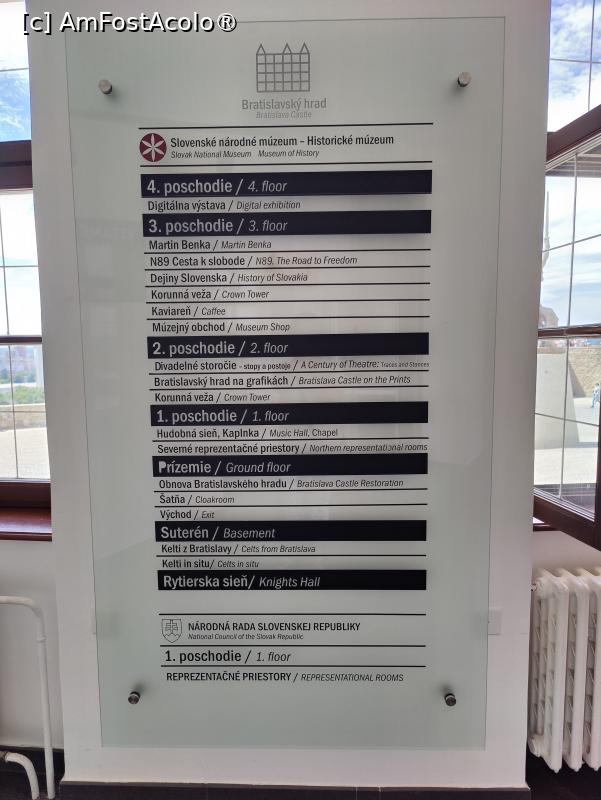 [c] AmFostAcolo®
Bratislavský hrad
Bratislava Castle
Slovenské národné múzeum – Historické múzeum
Slovak National Museum Museum of History
4. poschodie / 4. floor
Digitálna výstava / Digital exhibition
3. poschodie / 3. floor
Martin Benka / Martin Benka
N89 Cesta k slobode / N89. The Road to Freedom
Dejiny Slovenska / History of Slovakia
Korunná veža / Crown Tower
Kaviareň / Caffee
Múzejný obchod / Museum Shop
2. poschodie / 2. floor
Divadelné storočie - stopy a postoje / A Century of Theatre: Traces and Stances
Bratislavský hrad na grafikách / Bratislava Castle on the Prints
Korunná veža / Crown Tower
1. poschodie / 1. floor
Hudobná sieň, Kaplnka / Music Hall, Chapel
Severné reprezentačné priestory / Northern representational rooms
Prízemie / Ground floor
Obnova Bratislavského hradu / Bratislava Castle Restoration
Šatňa / Cloakroom
Východ / Exit
Suterén / Basement
Kelti z Bratislavy / Celts from Bratislava
Kelti in situ/ Celts in situ
Rytierska sieň/ Knights Hall
NÁRODNÁ RADA SLOVENSKEJ REPUBLIKY
National Council of the Slovak Republic
1. poschodie / 1. floor
REPREZENTAČNÉ PRIESTORY / REPRESENTATIONAL ROOMS